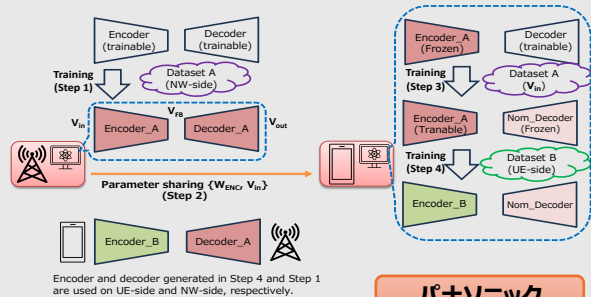 Encoder
(trainable)
Decoder
(trainable)
Training
(Step 1)
Dataset A
(NW-side)
Vin
VFB
Vout
Encoder_A
Decoder_A
Parameter sharing {WENC, Vin}
(Step 2)
Encoder_B
Decoder_A
Encoder and decoder generated in Step 4 and Step 1
are used on UE-side and NW-side, respectively.
Encoder_A
(Frozen)
Decoder
(trainable)
Training
(Step 3)
Dataset A
(Vin)
Encoder_A
(Tranable)
Nom_Decoder
(Frozen)
Training
(Step 4)
Dataset B
(UE-side)
Encoder_B
Nom_Decoder
パナソニック